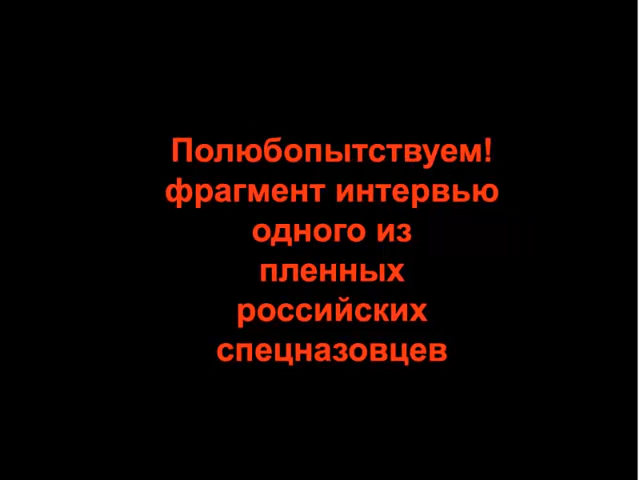 Полюбопытствуем!
фрагмент интервью
одного из
пленных
российских
спецназовцев